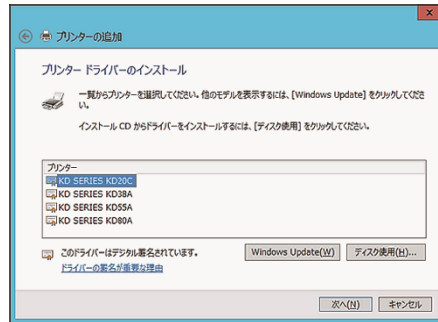 プリンターの追加
プリンター ドライバーのインストール
一覧からプリンターを選択してください。他のモデルを表示するには、[Windows Update] をクリックしてくださ
い。
インストール CD からドライバーをインストールするには、[ディスク使用] をクリックしてください。
プリンター
KD SERIES KD20C
KD SERIES KD38A
KD SERIES KD55A
KD SERIES KD80A
このドライバーはデジタル署名されています。
Windows Update(W)
ディスク使用(H)...
ドライバーの署名が重要な理由
次へ(N)
キャンセル